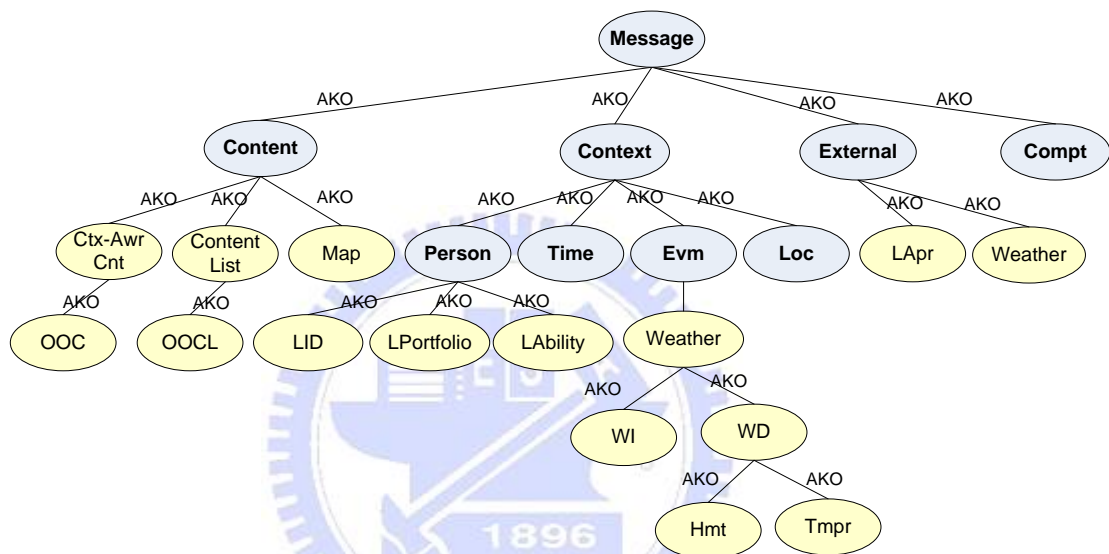 Message
AKO AKO AKO AKO
Content Context External Compt
AKO AKO AKO AKO AKO AKO AKO AKO AKO
Ctx-Awr Cnt Content List Map Person Time Evm Loc LApr Weather
AKO AKO AKO AKO AKO
OOC OOCL LID LPortfolio LAbility Weather
AKO AKO
WI WD
AKO AKO
Hmt Tmpr
1896